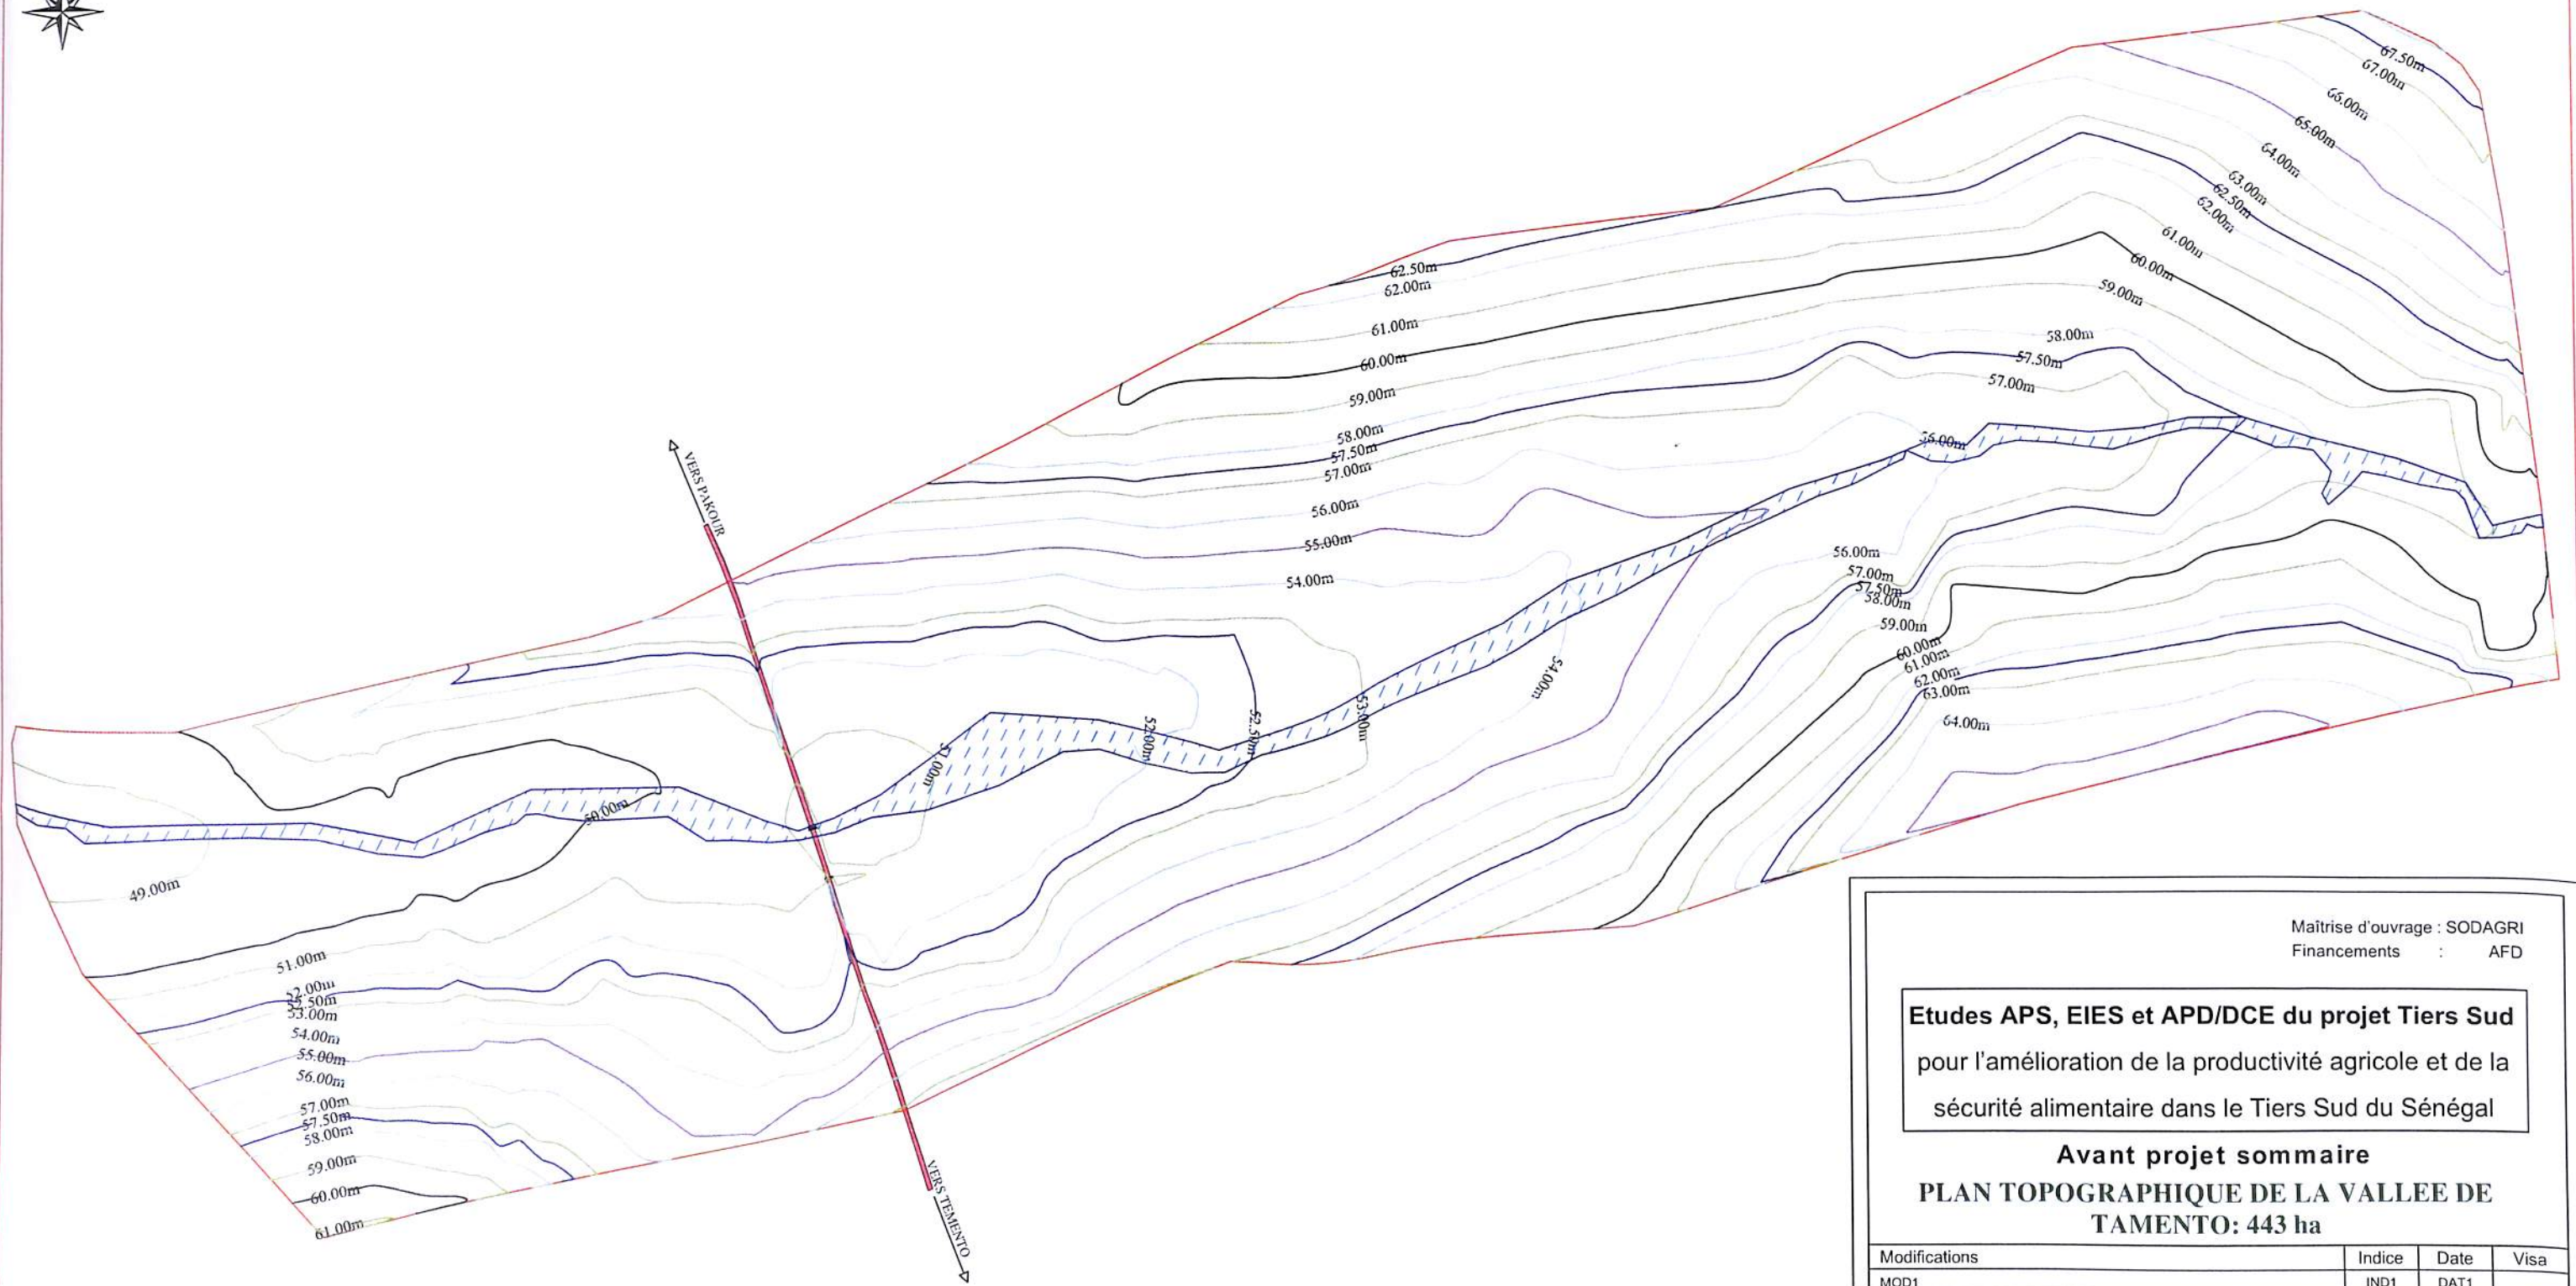 67.50m
67.00m
66.00m
65.00m
64.00m
63.00m
62.50m
62.00m
61.00m
60.00m
59.00m
58.00m
57.50m
57.00m
56.00m
62.50m
62.00m
61.00m
60.00m
59.00m
58.00m
57.50m
57.00m
56.00m
55.00m
54.00m
VERS PAKOUR
56.00m
57.00m
57.50m
58.00m
59.00m
60.00m
61.00m
62.00m
63.00m
64.00m
54.00m
53.00m
52.50m
52.00m
51.00m
50.00m
49.00m
51.00m
52.00m
52.50m
53.00m
54.00m
55.00m
56.00m
57.00m
57.50m
58.00m
59.00m
60.00m
61.00m
VERS TEMENTO
Maîtrise d'ouvrage : SODAGRI
Financements : AFD
Etudes APS, EIES et APD/DCE du projet Tiers Sud
pour l'amélioration de la productivité agricole et de la
sécurité alimentaire dans le Tiers Sud du Sénégal
Avant projet sommaire
PLAN TOPOGRAPHIQUE DE LA VALLEE DE
TAMENTO: 443 ha
Modifications Indice Date Visa
MOD1 IND1 DAT1